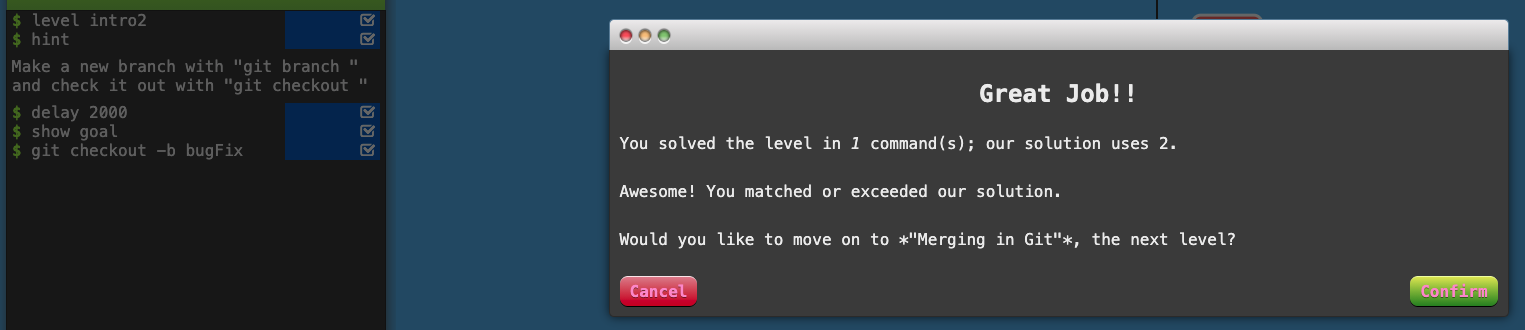 $ level intro2
$ hint
Make a new branch with "git branch "
and check it out with "git checkout "
$ delay 2000
$ show goal
$ git checkout -b bugFix
Great Job!!
You solved the level in 1 command(s); our solution uses 2.
Awesome! You matched or exceeded our solution.
Would you like to move on to *"Merging in Git"*, the next level?
Cancel
Confirm